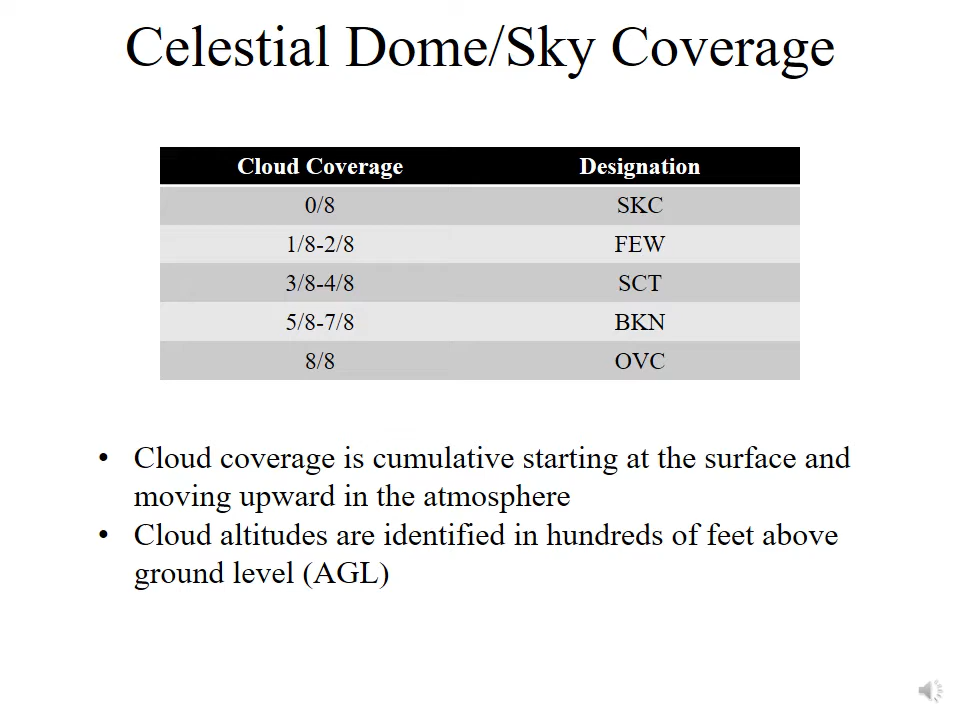 Celestial Dome/Sky Coverage
Cloud Coverage Designation
0/8 SKC
1/8-2/8 FEW
3/8-4/8 SCT
5/8-7/8 BKN
8/8 OVC
• Cloud coverage is cumulative starting at the surface and
moving upward in the atmosphere
• Cloud altitudes are identified in hundreds of feet above
ground level (AGL)